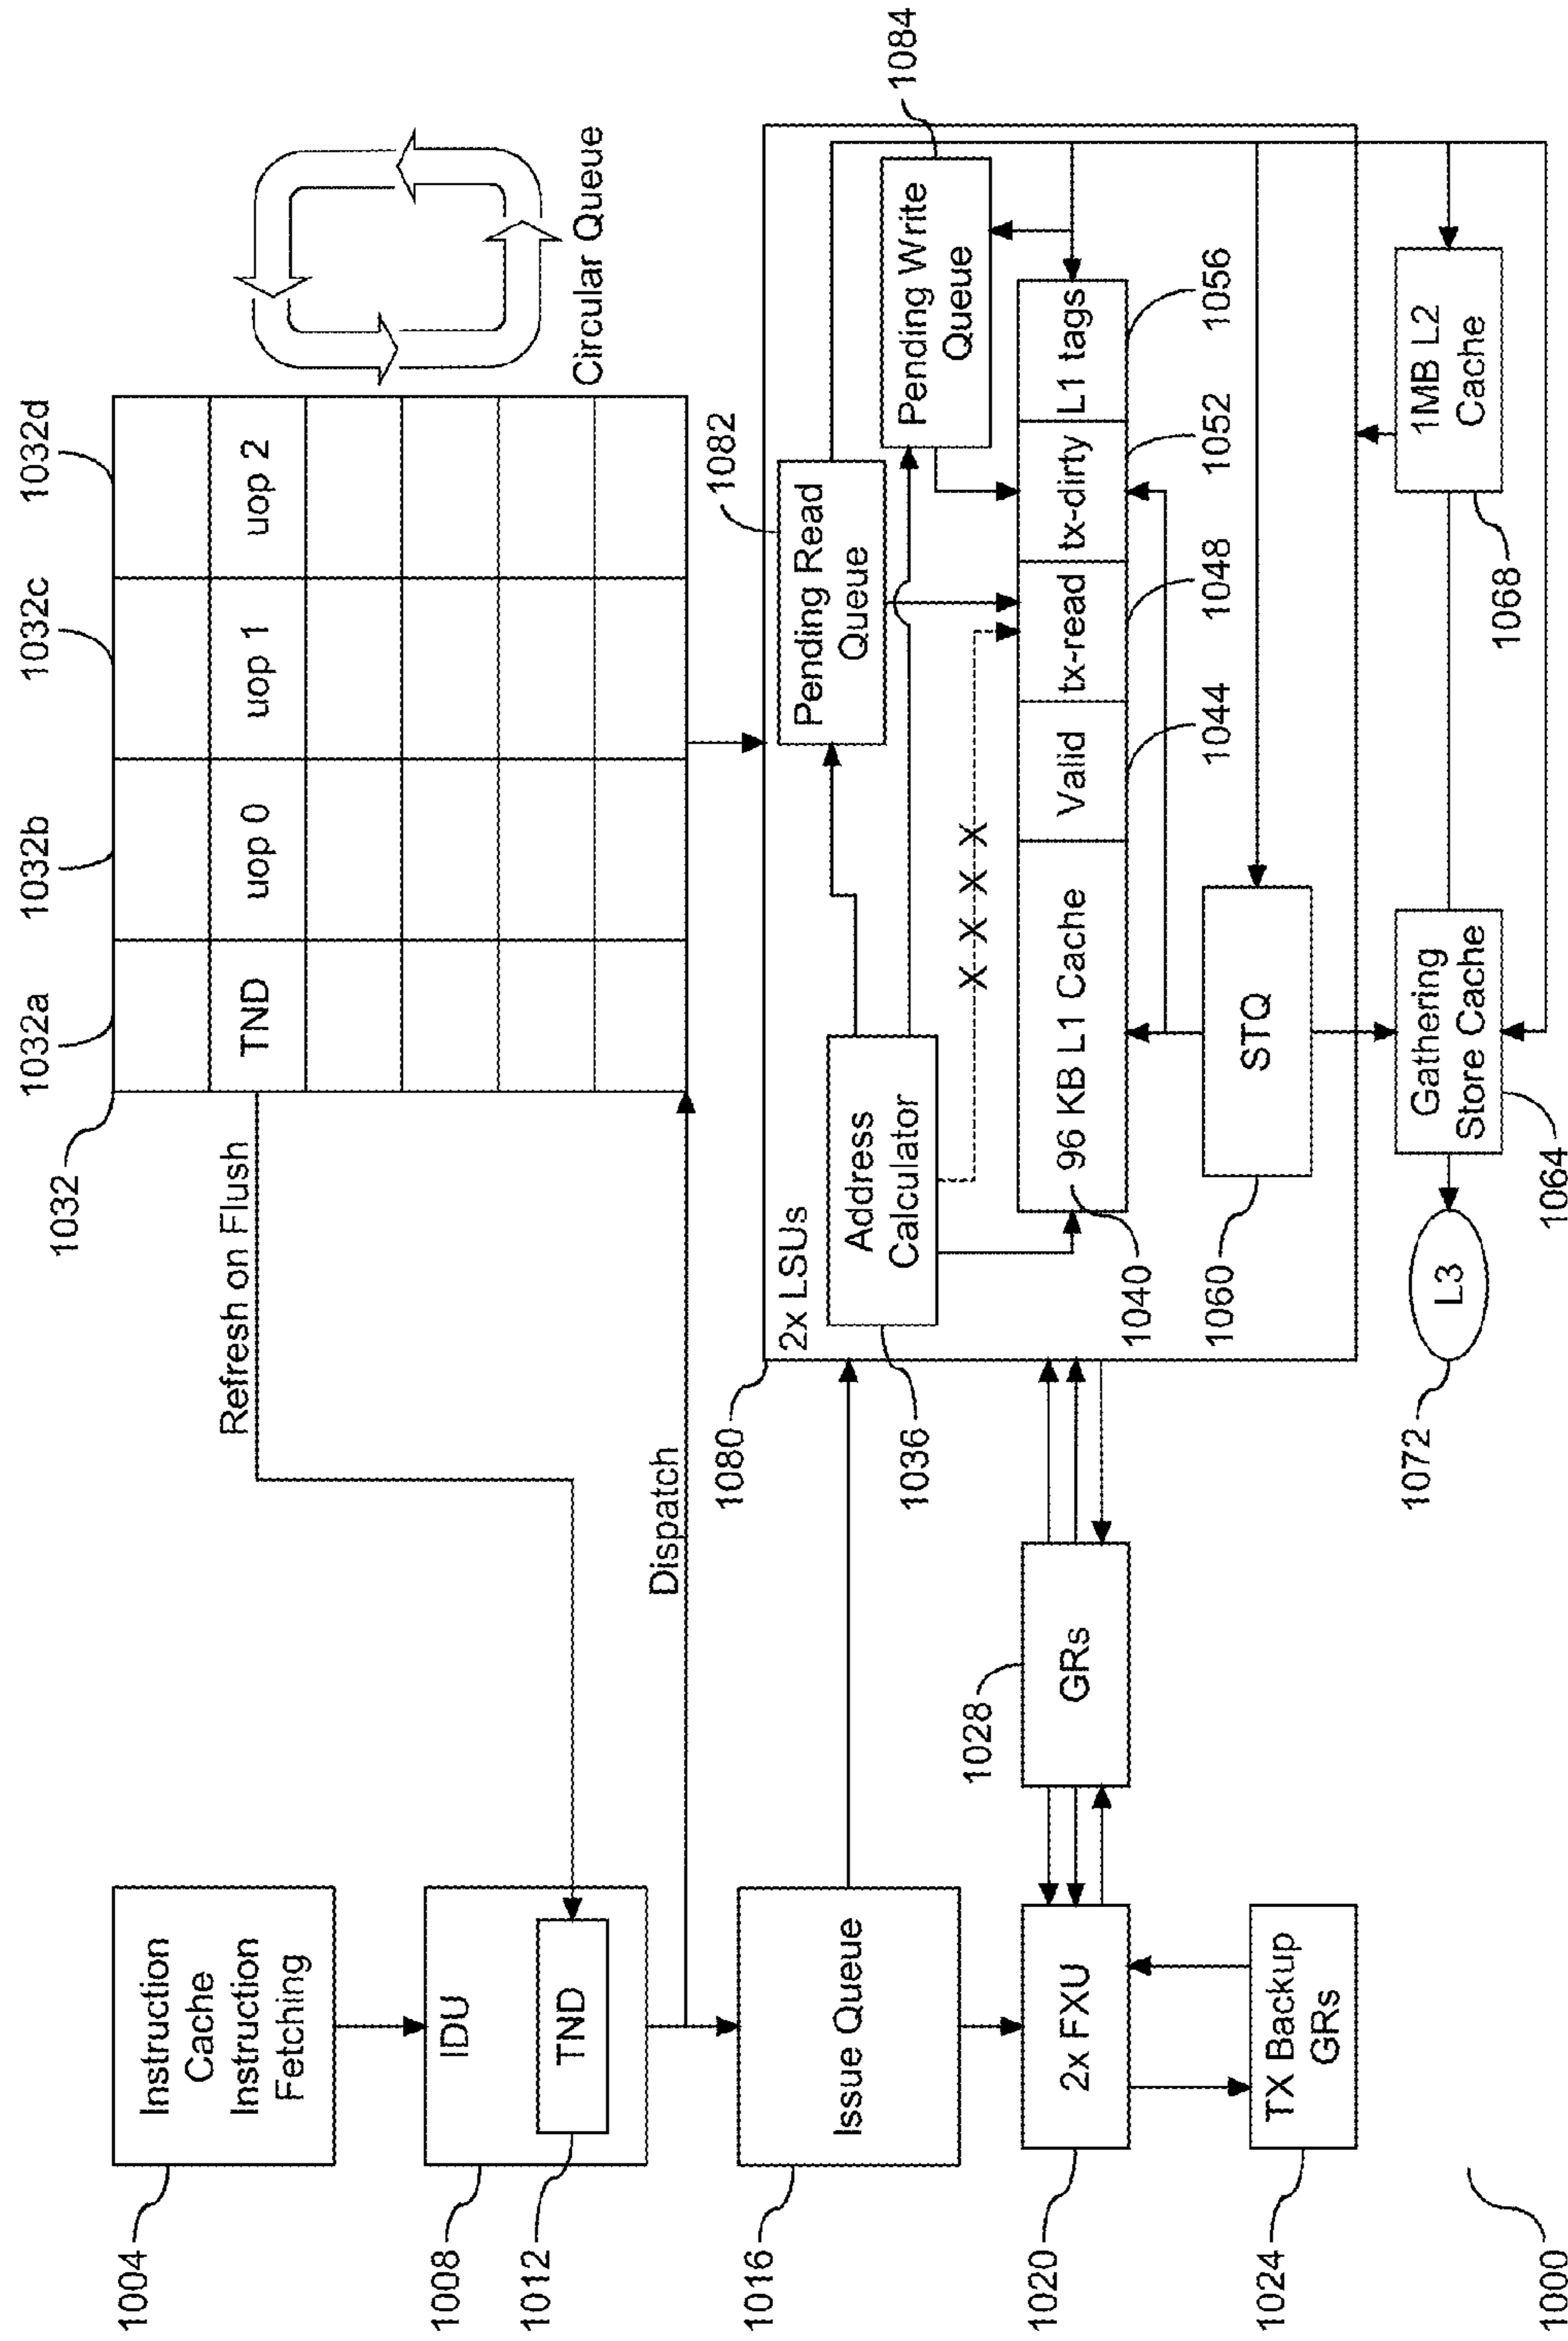 1004
Instruction
Cache
Instruction
Fetching
1008
IDU
1012
TND
Refresh on Flush
Dispatch
1032
1032a
1032b
1032c
1032d
TND
uop 0
uop 1
uop 2
Circular Queue
1016
Issue Queue
1020
2x FXU
1024
TX Backup
GRs
1028
GRs
1080
2x LSUs
1036
Address
Calculator
1082
Pending Read
Queue
1084
Pending Write
Queue
X X X X
96 KB L1 Cache
Valid
tx-read
tx-dirty
L1 tags
1040
1044
1048
1052
1056
1060
STQ
1072
L3
Gathering
Store Cache
1064
1MB L2
Cache
1068
1000